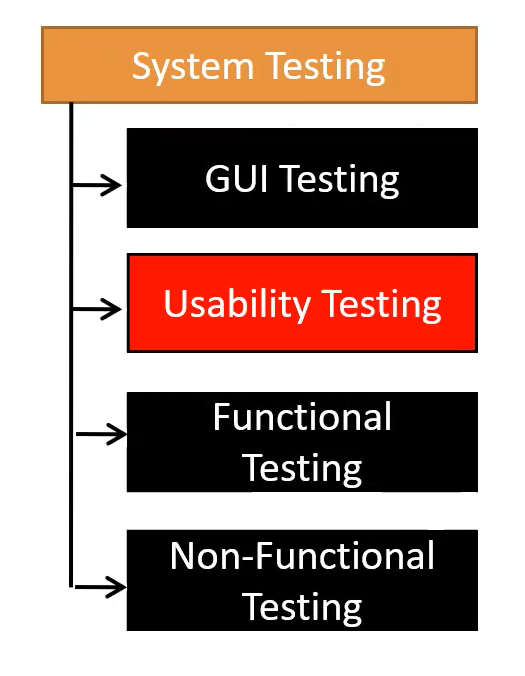 System Testing
GUI Testing
Usability Testing
Functional
Testing
Non-Functional
Testing